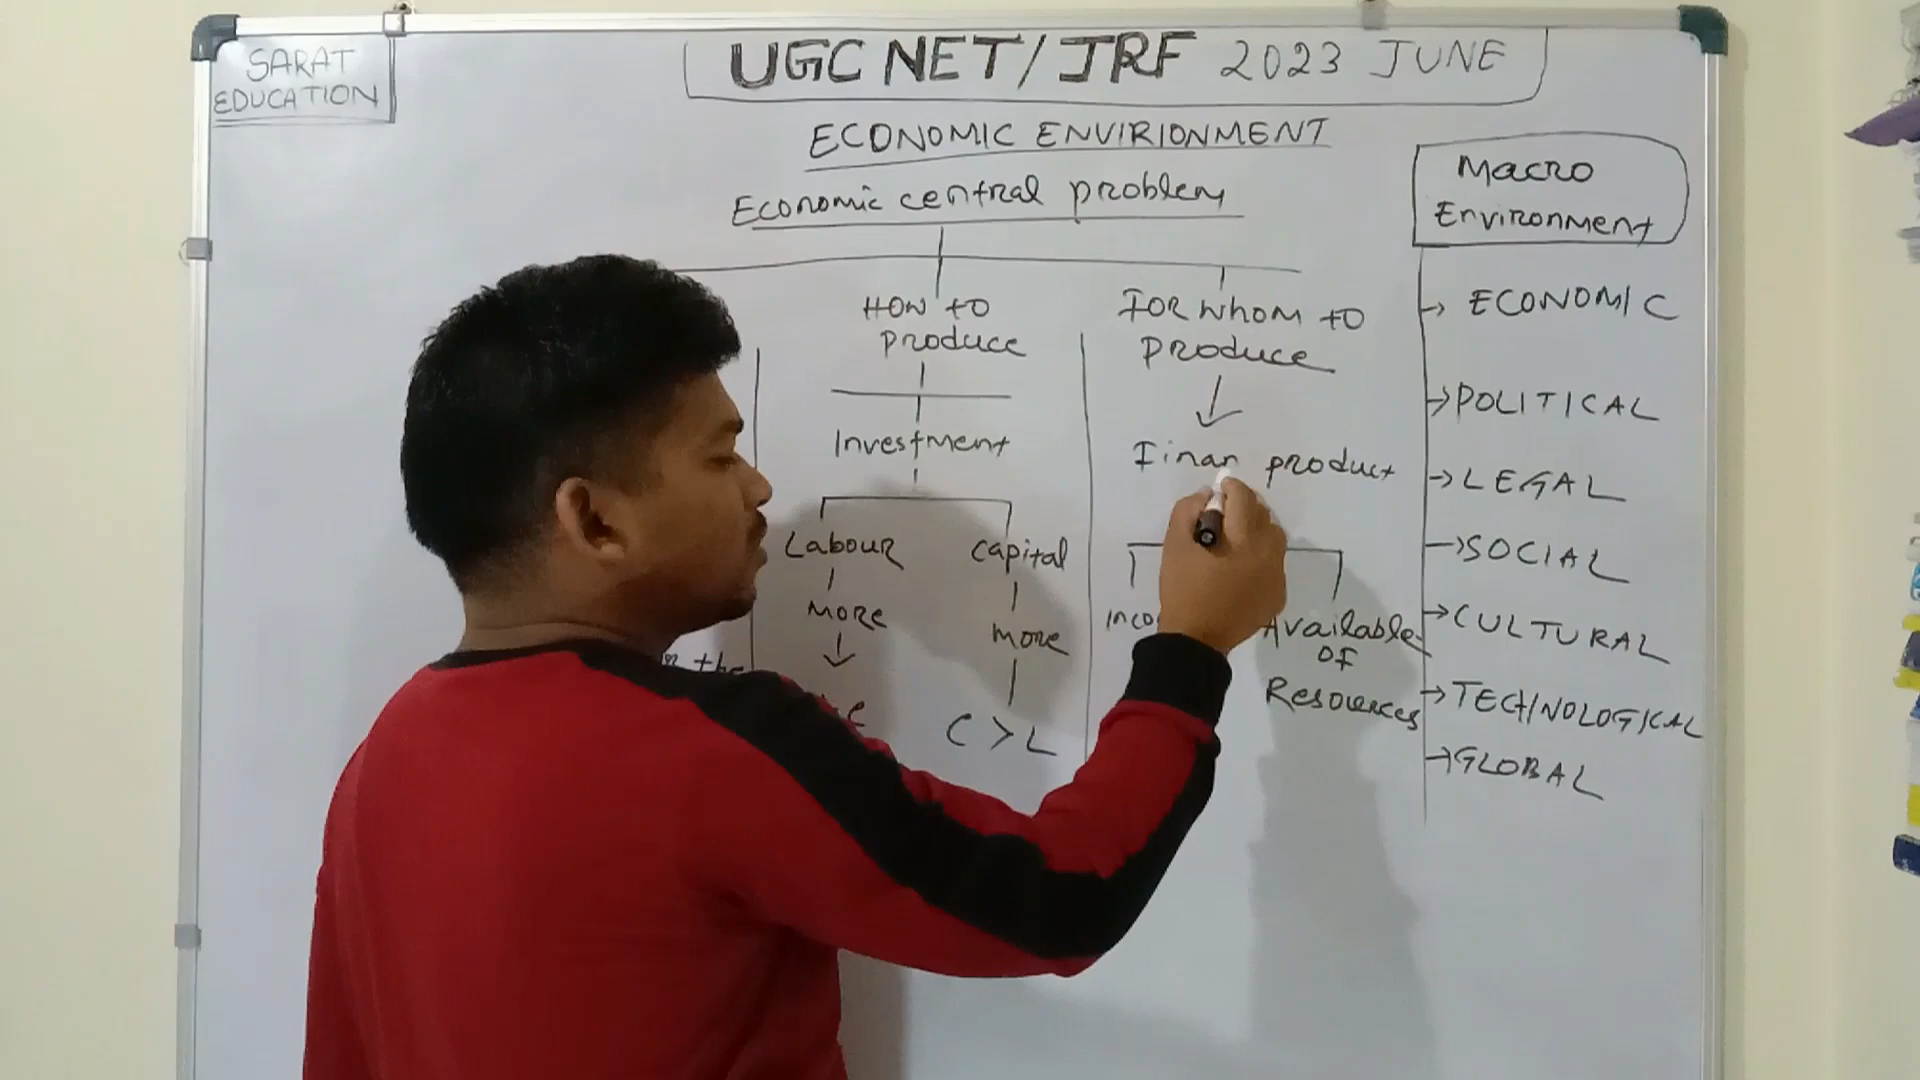 SARAT
EDUCATION
UGC NET/JRF 2023 JUNE
ECONOMIC ENVIRIONMENT
Economic central problem
HOW to
produce
Investment
Labour
capital
more
more
C > L
the
FOR WHOM to
produce
Finan product
Available
OF
Resources
Macro
Environment
→ ECONOMIC
→ POLITICAL
→ LEGAL
→ SOCIAL
→ CULTURAL
→ TECHNOLOGICAL
→ GLOBAL